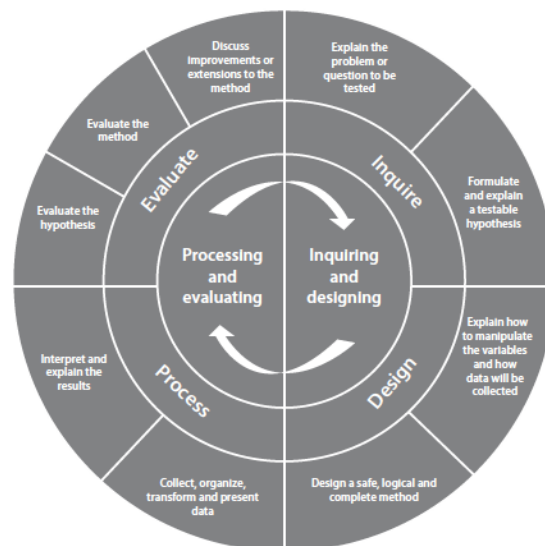 Discuss
improvements or
extensions to the
method
Explain the
problem or
question to be
tested
Evaluate the
method
Evaluate
Inquire
Evaluate the
hypothesis
Formulate
and explain
a testable
hypothesis
Processing
and
evaluating
Inquiring
and
designing
Interpret and
explain the
results
Explain how
to manipulate
the variables
and how
data will be
collected
Process
Design
Collect, organize,
transform and present
data
Design a safe, logical and
complete method